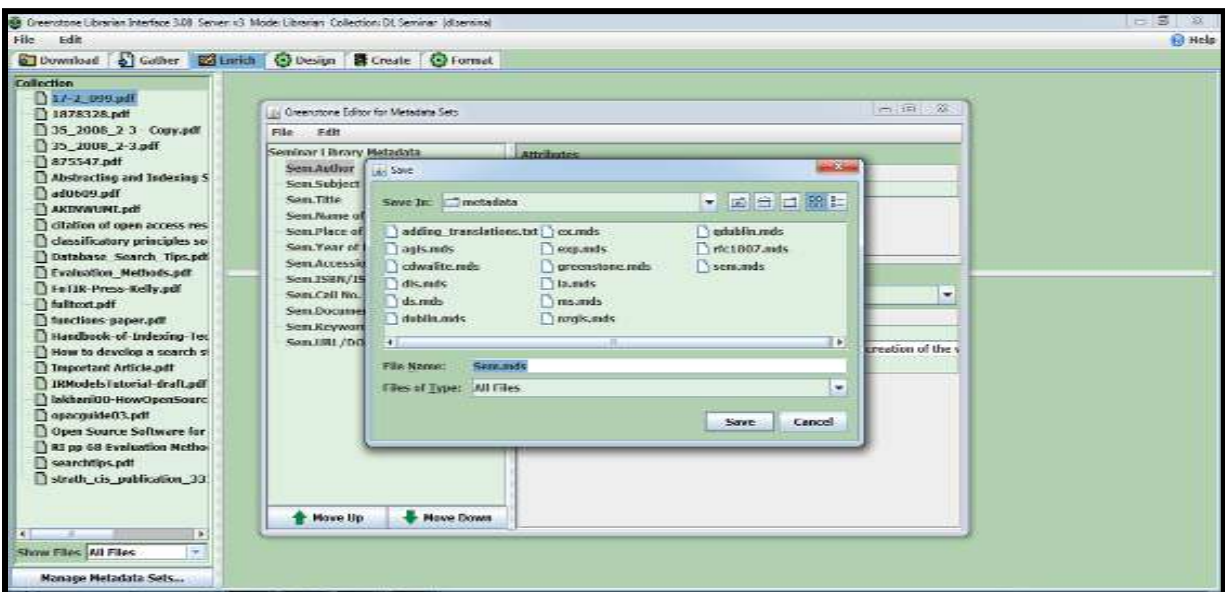 Greenstone Librarian Interface 3.08 Server: v3 Mode: Librarian Collection: DL Seminar (dlsemina)
File Edit
Help
Download Gather Enrich Design Create Format
Collection
17-2_099.pdf
1878328.pdf
35_2008_2-3 - Copy.pdf
35_2008_2-3.pdf
875547.pdf
Abstracting and Indexing S
ad0609.pdf
AKINWUMI.pdf
citation of open access res
classificatory principles so
Database_Search_Tips.pdf
Evaluation_Methods.pdf
FnTIR-Press-Kelly.pdf
fulltext.pdf
functions-paper.pdf
Handbook-of-Indexing-Tec
How to develop a search st
Important Article.pdf
IRModelsTutorial-draft.pdf
lakhani00-HowOpenSourc
opacguide03.pdf
Open Source Software for
RI pp 68 Evaluation Metho
searchtips.pdf
strath_cis_publication_33
Show Files All Files
Manage Metadata Sets...
Greenstone Editor for Metadata Sets
File Edit
Seminar Library Metadata
Sem.Author
Sem.Subject
Sem.Title
Sem.Name of
Sem.Place of
Sem.Year of
Sem.Accessio
Sem.ISBN/IS
Sem.Call No.
Sem.Documen
Sem.Keyword
Sem.URL/DO
Move Up Move Down
Attributes
creation of the v
Save
Save In: metadata
adding_translations.txt
agls.mds
cdwalite.mds
dls.mds
ds.mds
dublin.mds
ex.mds
exp.mds
greenstone.mds
la.mds
ms.mds
nzgls.mds
qdublin.mds
rfc1807.mds
sem.mds
File Name: Sem.mds
Files of Type: All Files
Save Cancel